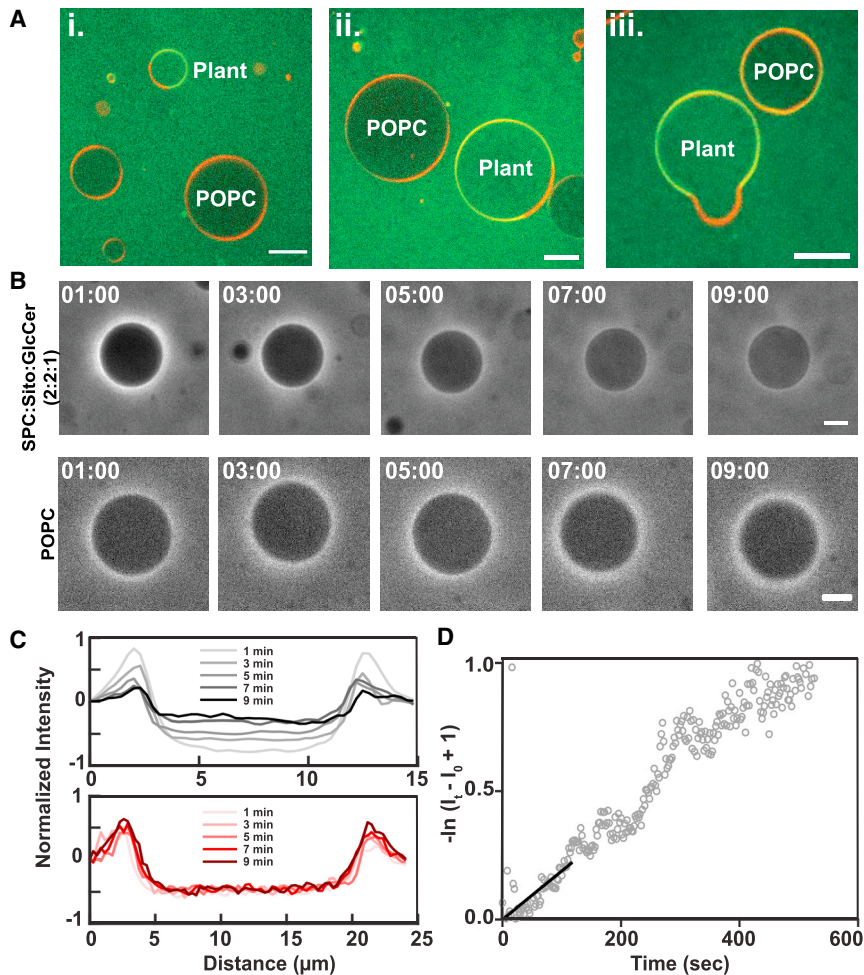 A
i.
Plant
POPC
ii.
POPC
Plant
iii.
POPC
Plant
B
SPC:Sito:GlcCer
(2:2:1)
01:00
03:00
05:00
07:00
09:00
POPC
01:00
03:00
05:00
07:00
09:00
C
Normalized Intensity
1
0
-1
1 min
3 min
5 min
7 min
9 min
0
5
10
15
1
0
-1
1 min
3 min
5 min
7 min
9 min
0
5
10
15
20
25
Distance (µm)
D
-ln (It - I0 + 1)
1.0
0.5
0.0
0
200
400
600
Time (sec)